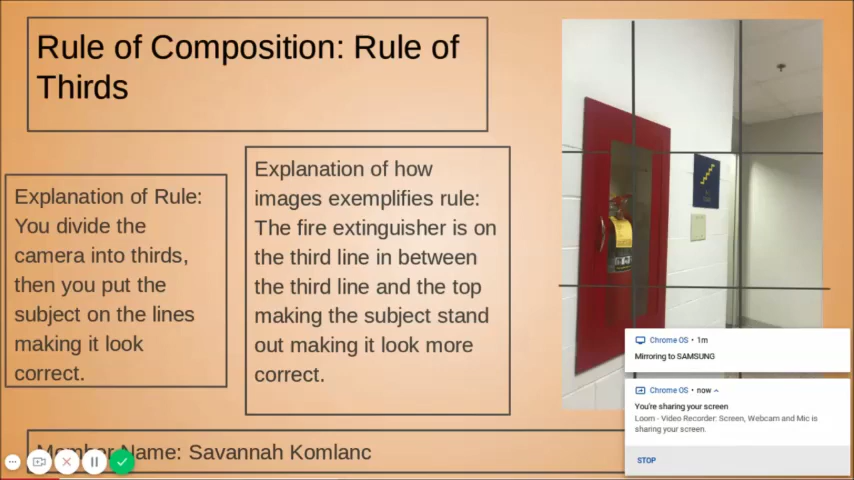 Rule of Composition: Rule of
Thirds
Explanation of Rule:
You divide the
camera into thirds,
then you put the
subject on the lines
making it look
correct.
Explanation of how
images exemplifies rule:
The fire extinguisher is on
the third line in between
the third line and the top
making the subject stand
out making it look more
correct.
Member Name: Savannah Komlanc
Chrome OS • 1m
Mirroring to SAMSUNG
Chrome OS • now
You're sharing your screen
Loom - Video Recorder: Screen, Webcam and Mic is
sharing your screen.
STOP